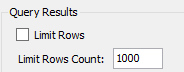 Query Results
Limit Rows
Limit Rows Count: 1000